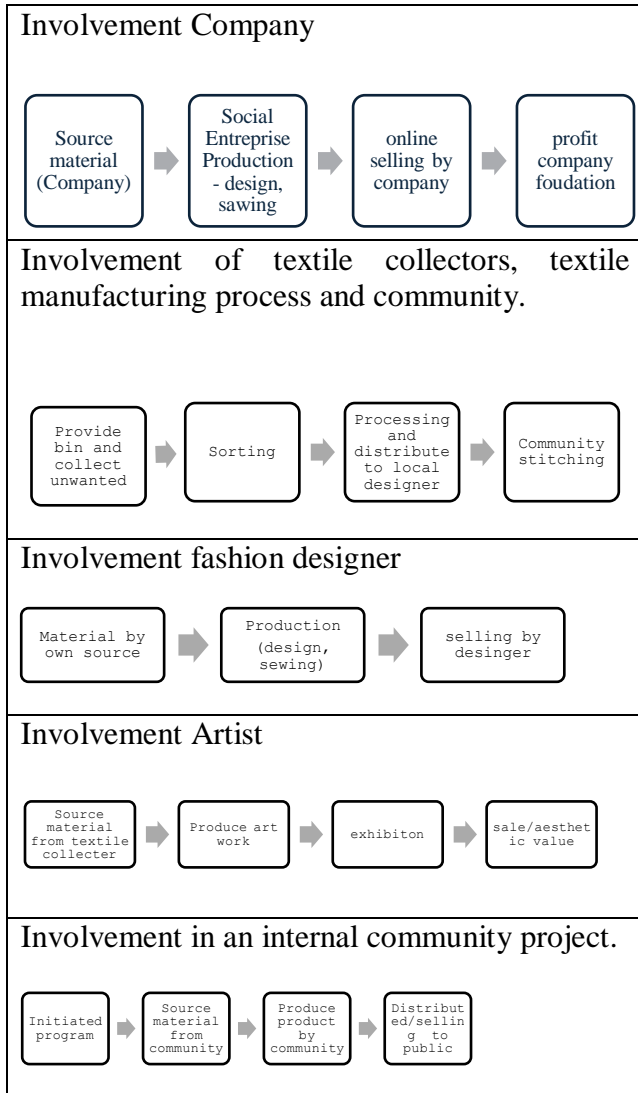 Involvement Company
Source
material
(Company)
Social
Entreprise
Production
- design,
sawing
online
selling by
company
profit
company
foudation
Involvement of textile collectors, textile
manufacturing process and community.
Provide
bin and
collect
unwanted
Sorting
Processing
and
distribute
to local
designer
Community
stitching
Involvement fashion designer
Material by
own source
Production
(design,
sewing)
selling by
desinger
Involvement Artist
Source
material
from textile
collecter
Produce art
work
exhibiton
sale/aesthet
ic value
Involvement in an internal community project.
Initiated
program
Source
material
from
community
Produce
product
by
community
Distribut
ed/sellin
g to
public